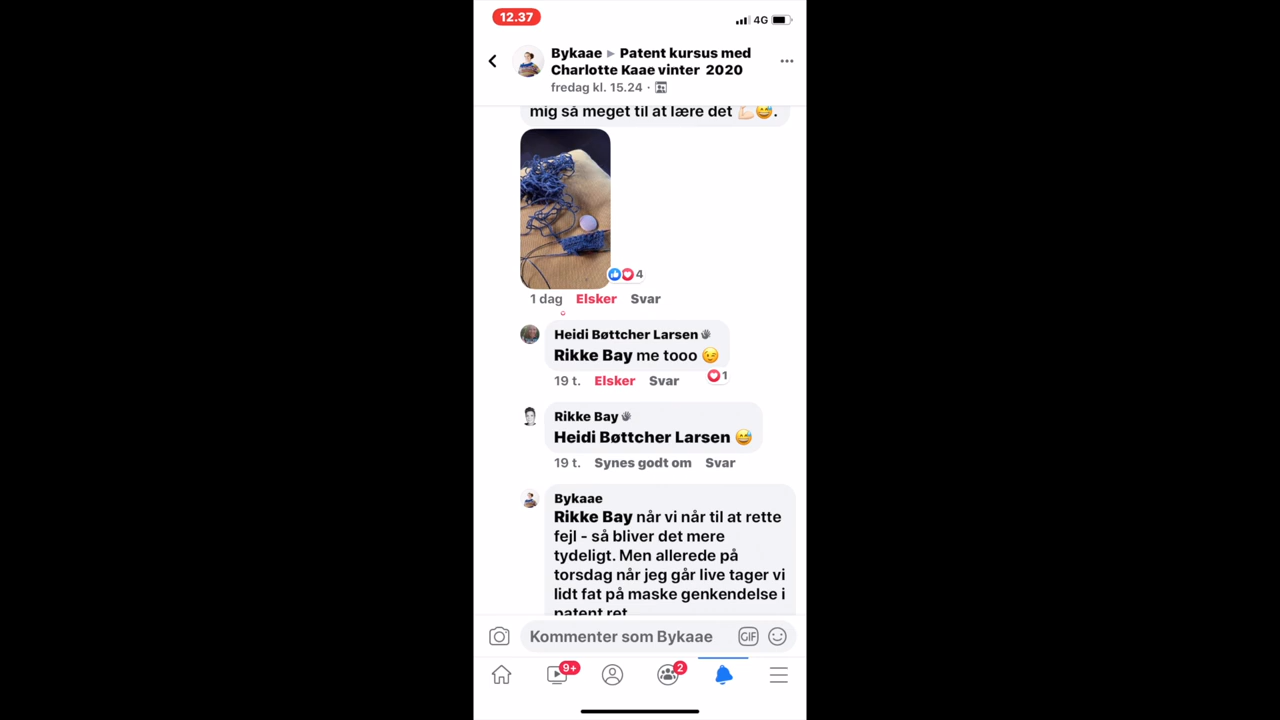 12.37
4G
Bykaae ▸ Patent kursus med
Charlotte Kaae vinter 2020
fredag kl. 15.24 ·
mig så meget til at lære det 💪🏻😅.
4
1 dag Elsker Svar
Heidi Bøttcher Larsen
Rikke Bay me tooo 😉
1
19 t. Elsker Svar
Rikke Bay
Heidi Bøttcher Larsen 😅
19 t. Synes godt om Svar
Bykaae
Rikke Bay når vi når til at rette
fejl - så bliver det mere
tydeligt. Men allerede på
torsdag når jeg går live tager vi
lidt fat på maske genkendelse i
patent ret
Kommenter som Bykaae
GIF
9+
2